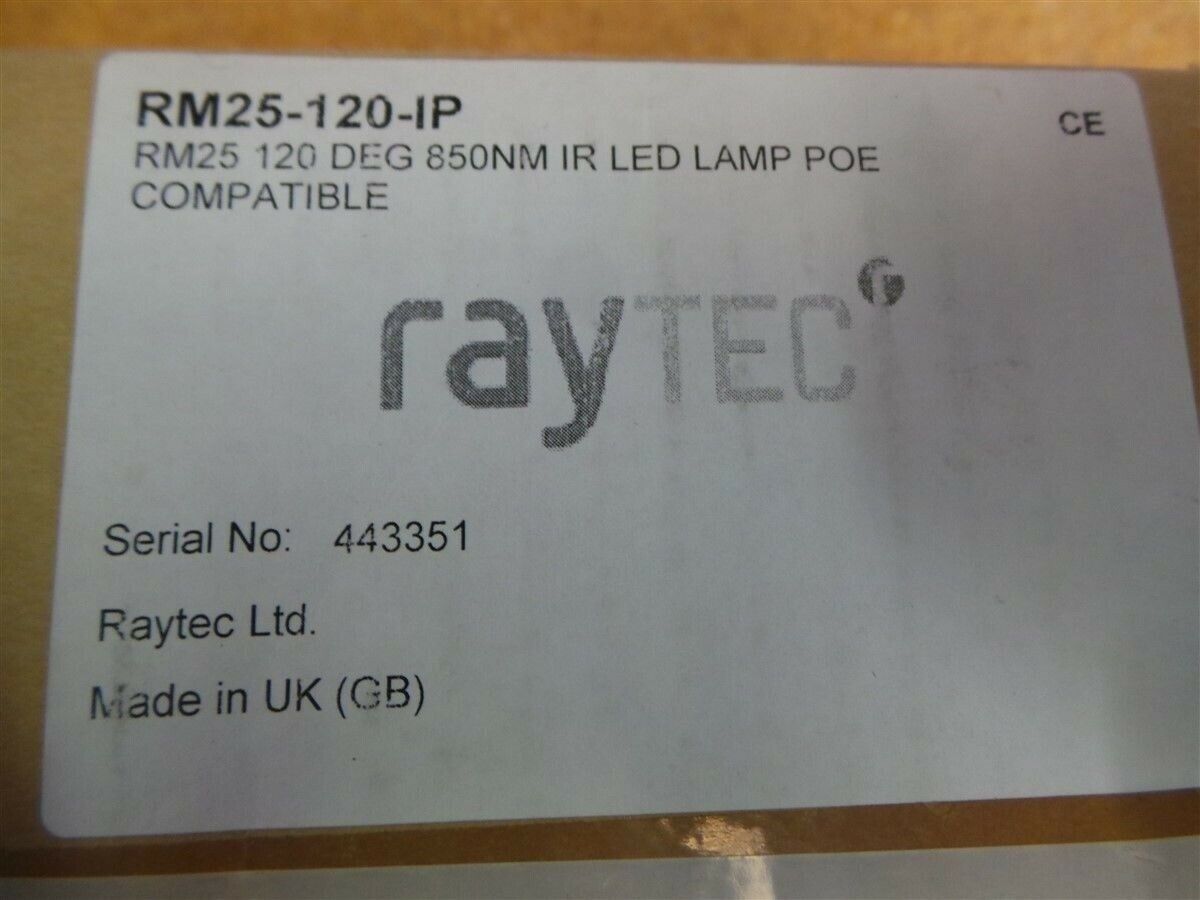 RM25-120-IP
CE
RM25 120 DEG 850NM IR LED LAMP POE
COMPATIBLE
rayTEC r
Serial No: 443351
Raytec Ltd.
Made in UK (GB)